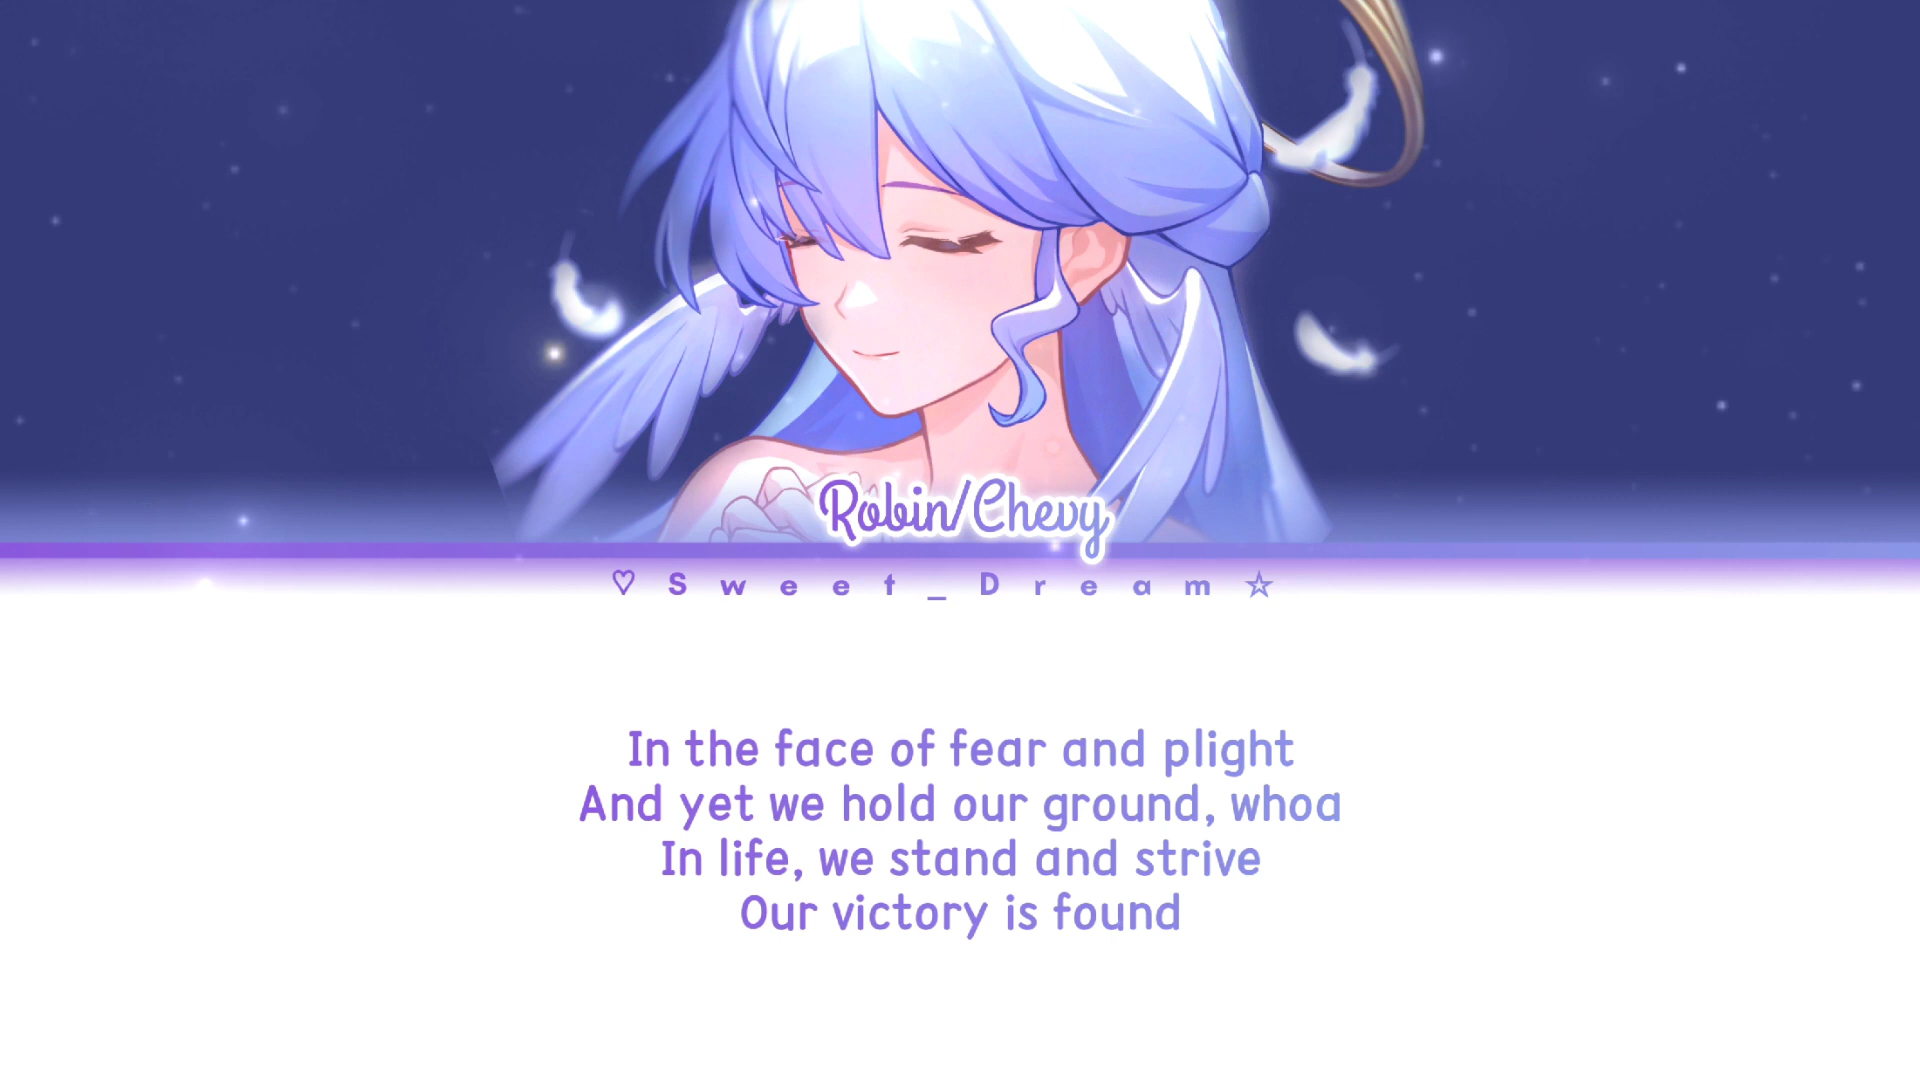 Robin/Chevy
♡ S w e e t _ D r e a m ☆
In the face of fear and plight
And yet we hold our ground, whoa
In life, we stand and strive
Our victory is found